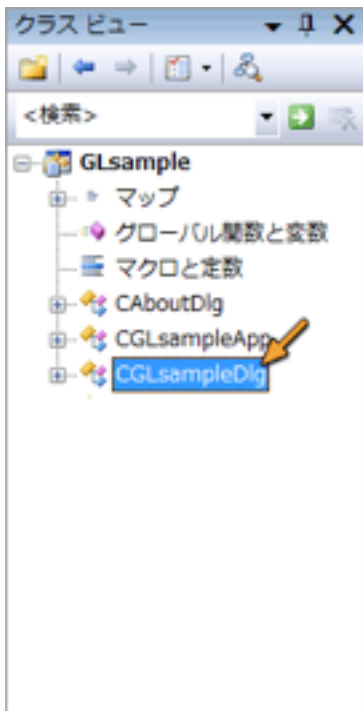 クラス ビュー
<検索>
GLsample
マップ
グローバル関数と変数
マクロと定数
CAboutDlg
CGLsampleApp
CGLsampleDlg